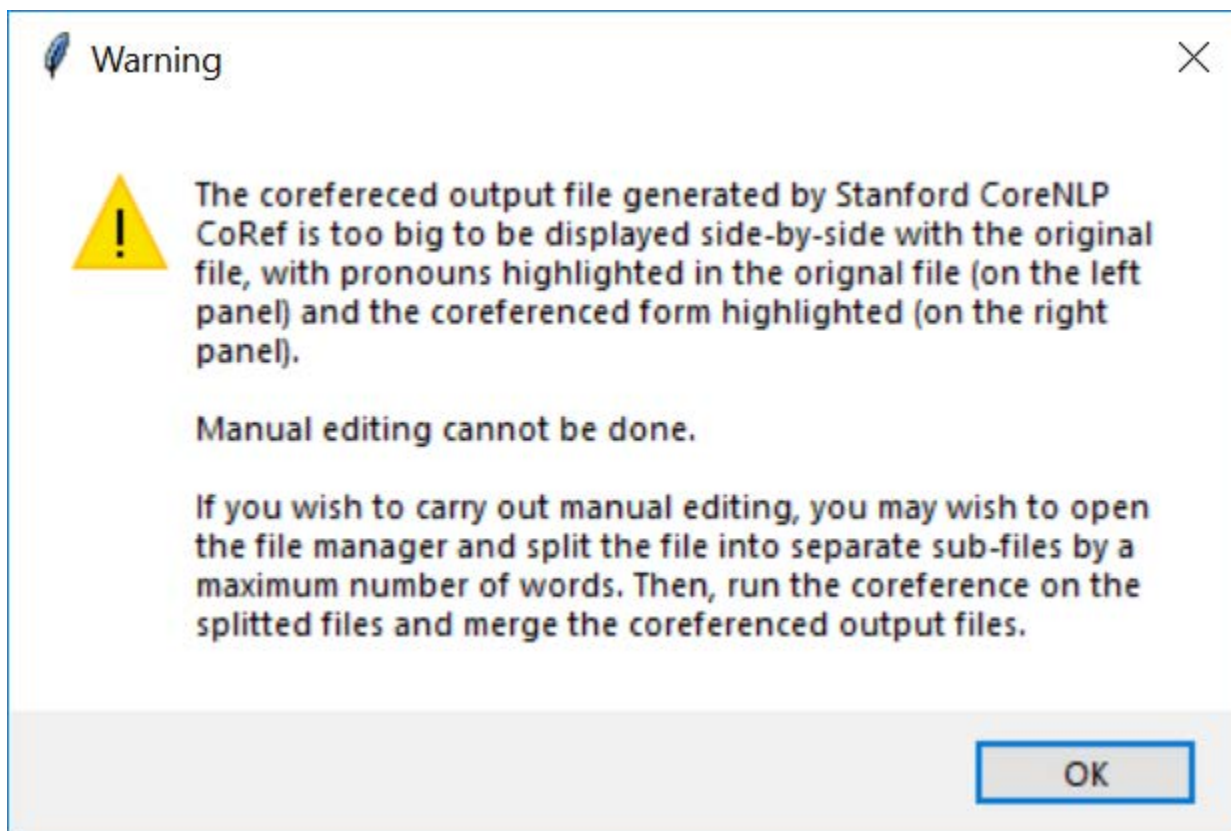 Warning
The corefereced output file generated by Stanford CoreNLP
CoRef is too big to be displayed side-by-side with the original
file, with pronouns highlighted in the orignal file (on the left
panel) and the coreferenced form highlighted (on the right
panel).
Manual editing cannot be done.
If you wish to carry out manual editing, you may wish to open
the file manager and split the file into separate sub-files by a
maximum number of words. Then, run the coreference on the
splitted files and merge the coreferenced output files.
OK